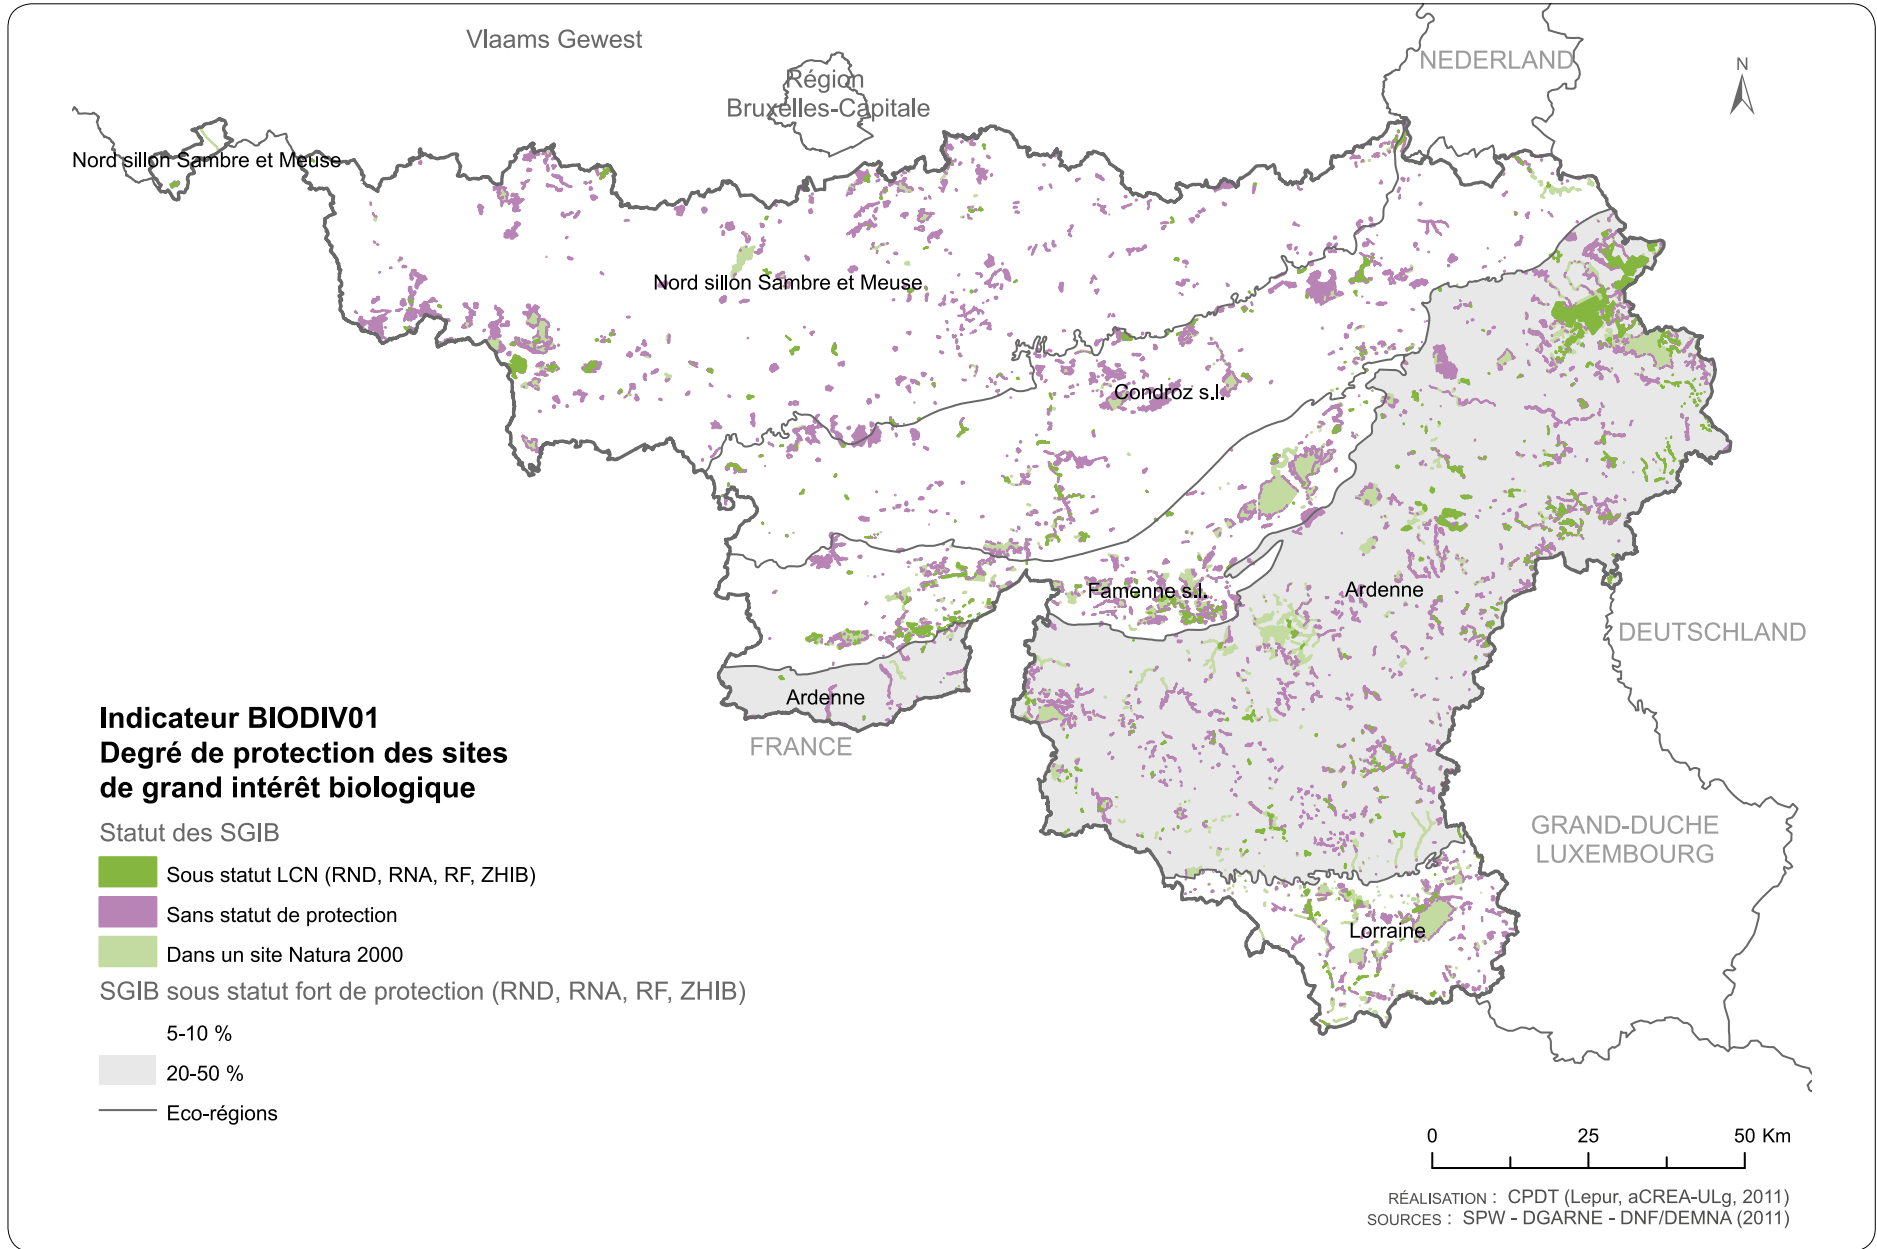 Vlaams Gewest
Région
Bruxelles-Capitale
NEDERLAND
N
Nord sillon Sambre et Meuse
Nord sillon Sambre et Meuse
Condroz s.l.
Famenne s.l.
Ardenne
DEUTSCHLAND
Ardenne
FRANCE
GRAND-DUCHE
LUXEMBOURG
Lorraine
Indicateur BIODIV01
Degré de protection des sites
de grand intérêt biologique
Statut des SGIB
Sous statut LCN (RND, RNA, RF, ZHIB)
Sans statut de protection
Dans un site Natura 2000
SGIB sous statut fort de protection (RND, RNA, RF, ZHIB)
5-10 %
20-50 %
Eco-régions
0 25 50 Km
RÉALISATION : CPDT (Lepur, aCREA-ULg, 2011)
SOURCES : SPW - DGARNE - DNF/DEMNA (2011)